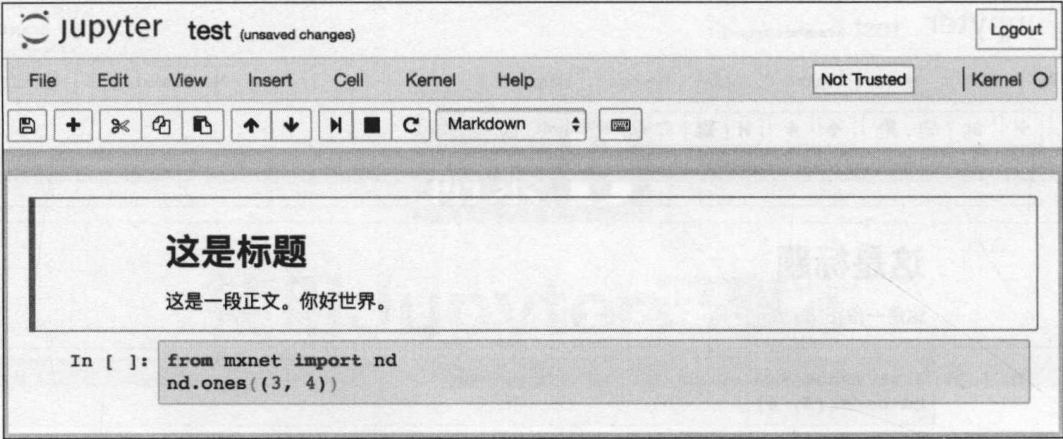 jupyter test (unsaved changes) Logout
File Edit View Insert Cell Kernel Help Not Trusted Kernel
Markdown
这是标题
这是一段正文。你好世界。
In [ ]: from mxnet import nd
nd.ones((3, 4))